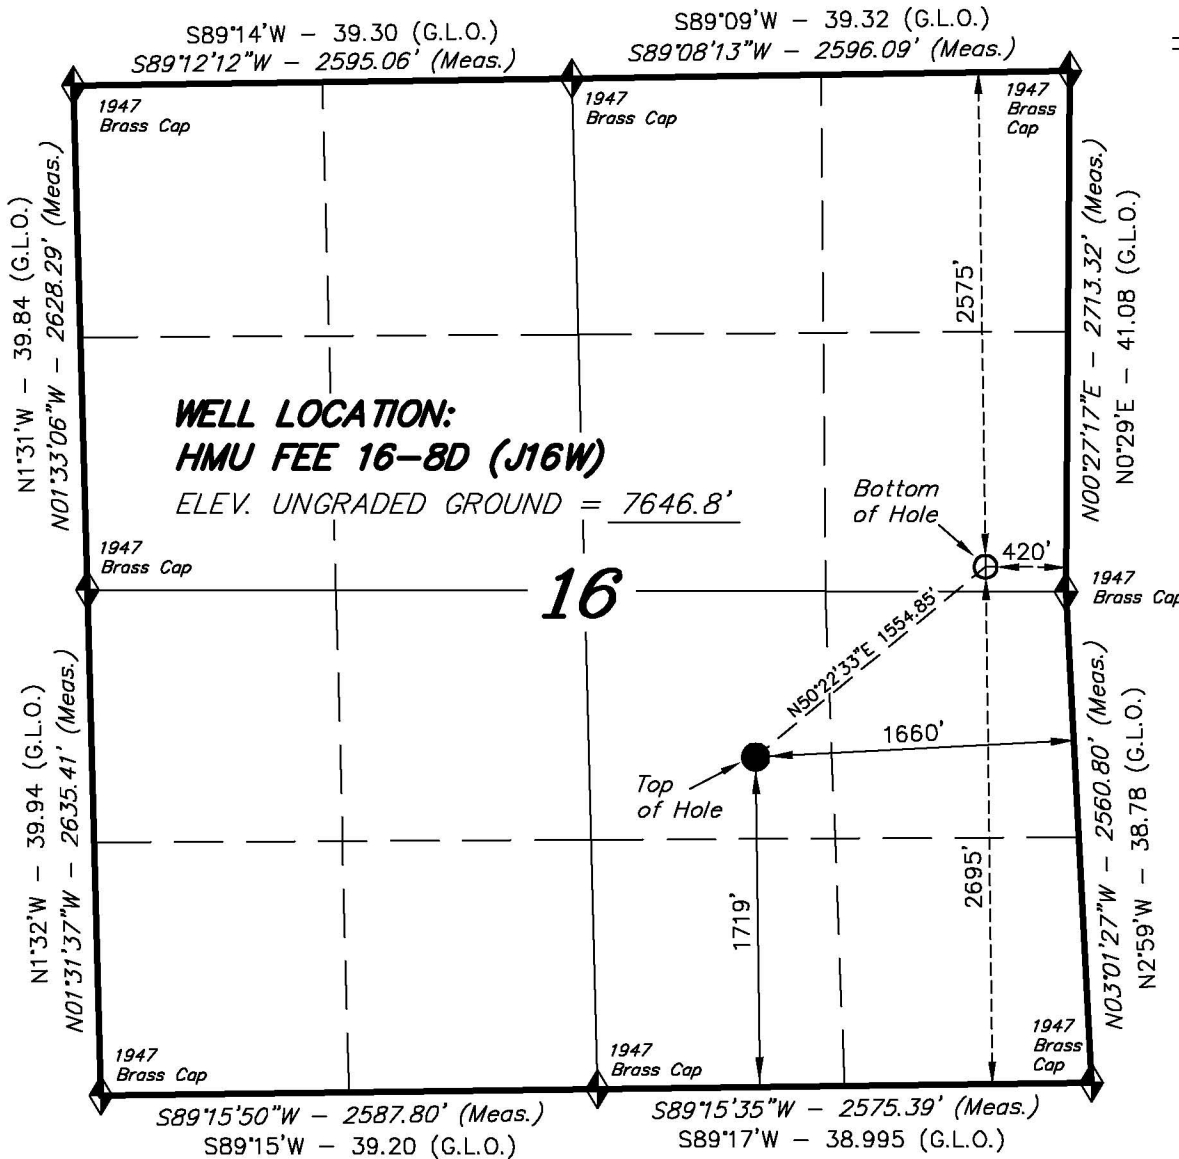 S89°14'W – 39.30 (G.L.O.)
S89°12'12"W – 2595.06' (Meas.)
S89°09'W – 39.32 (G.L.O.)
S89°08'13"W – 2596.09' (Meas.)
1947
Brass Cap
1947
Brass Cap
1947
Brass
Cap
N1°31'W – 39.84 (G.L.O.)
N01°33'06"W – 2628.29' (Meas.)
2575'
N00°27'17"E – 2713.32' (Meas.)
N0°29'E – 41.08 (G.L.O.)
WELL LOCATION:
HMU FEE 16–8D (J16W)
ELEV. UNGRADED GROUND = 7646.8'
Bottom
of Hole
420'
1947
Brass Cap
16
1947
Brass Cap
N50°22'33"E 1554.85'
1660'
Top
of Hole
1719'
2695'
N1°32'W – 39.94 (G.L.O.)
N01°31'37"W – 2635.41' (Meas.)
N03°01'27"W – 2560.80' (Meas.)
N2°59'W – 38.78 (G.L.O.)
1947
Brass Cap
1947
Brass Cap
1947
Brass
Cap
S89°15'50"W – 2587.80' (Meas.)
S89°15'W – 39.20 (G.L.O.)
S89°15'35"W – 2575.39' (Meas.)
S89°17'W – 38.995 (G.L.O.)